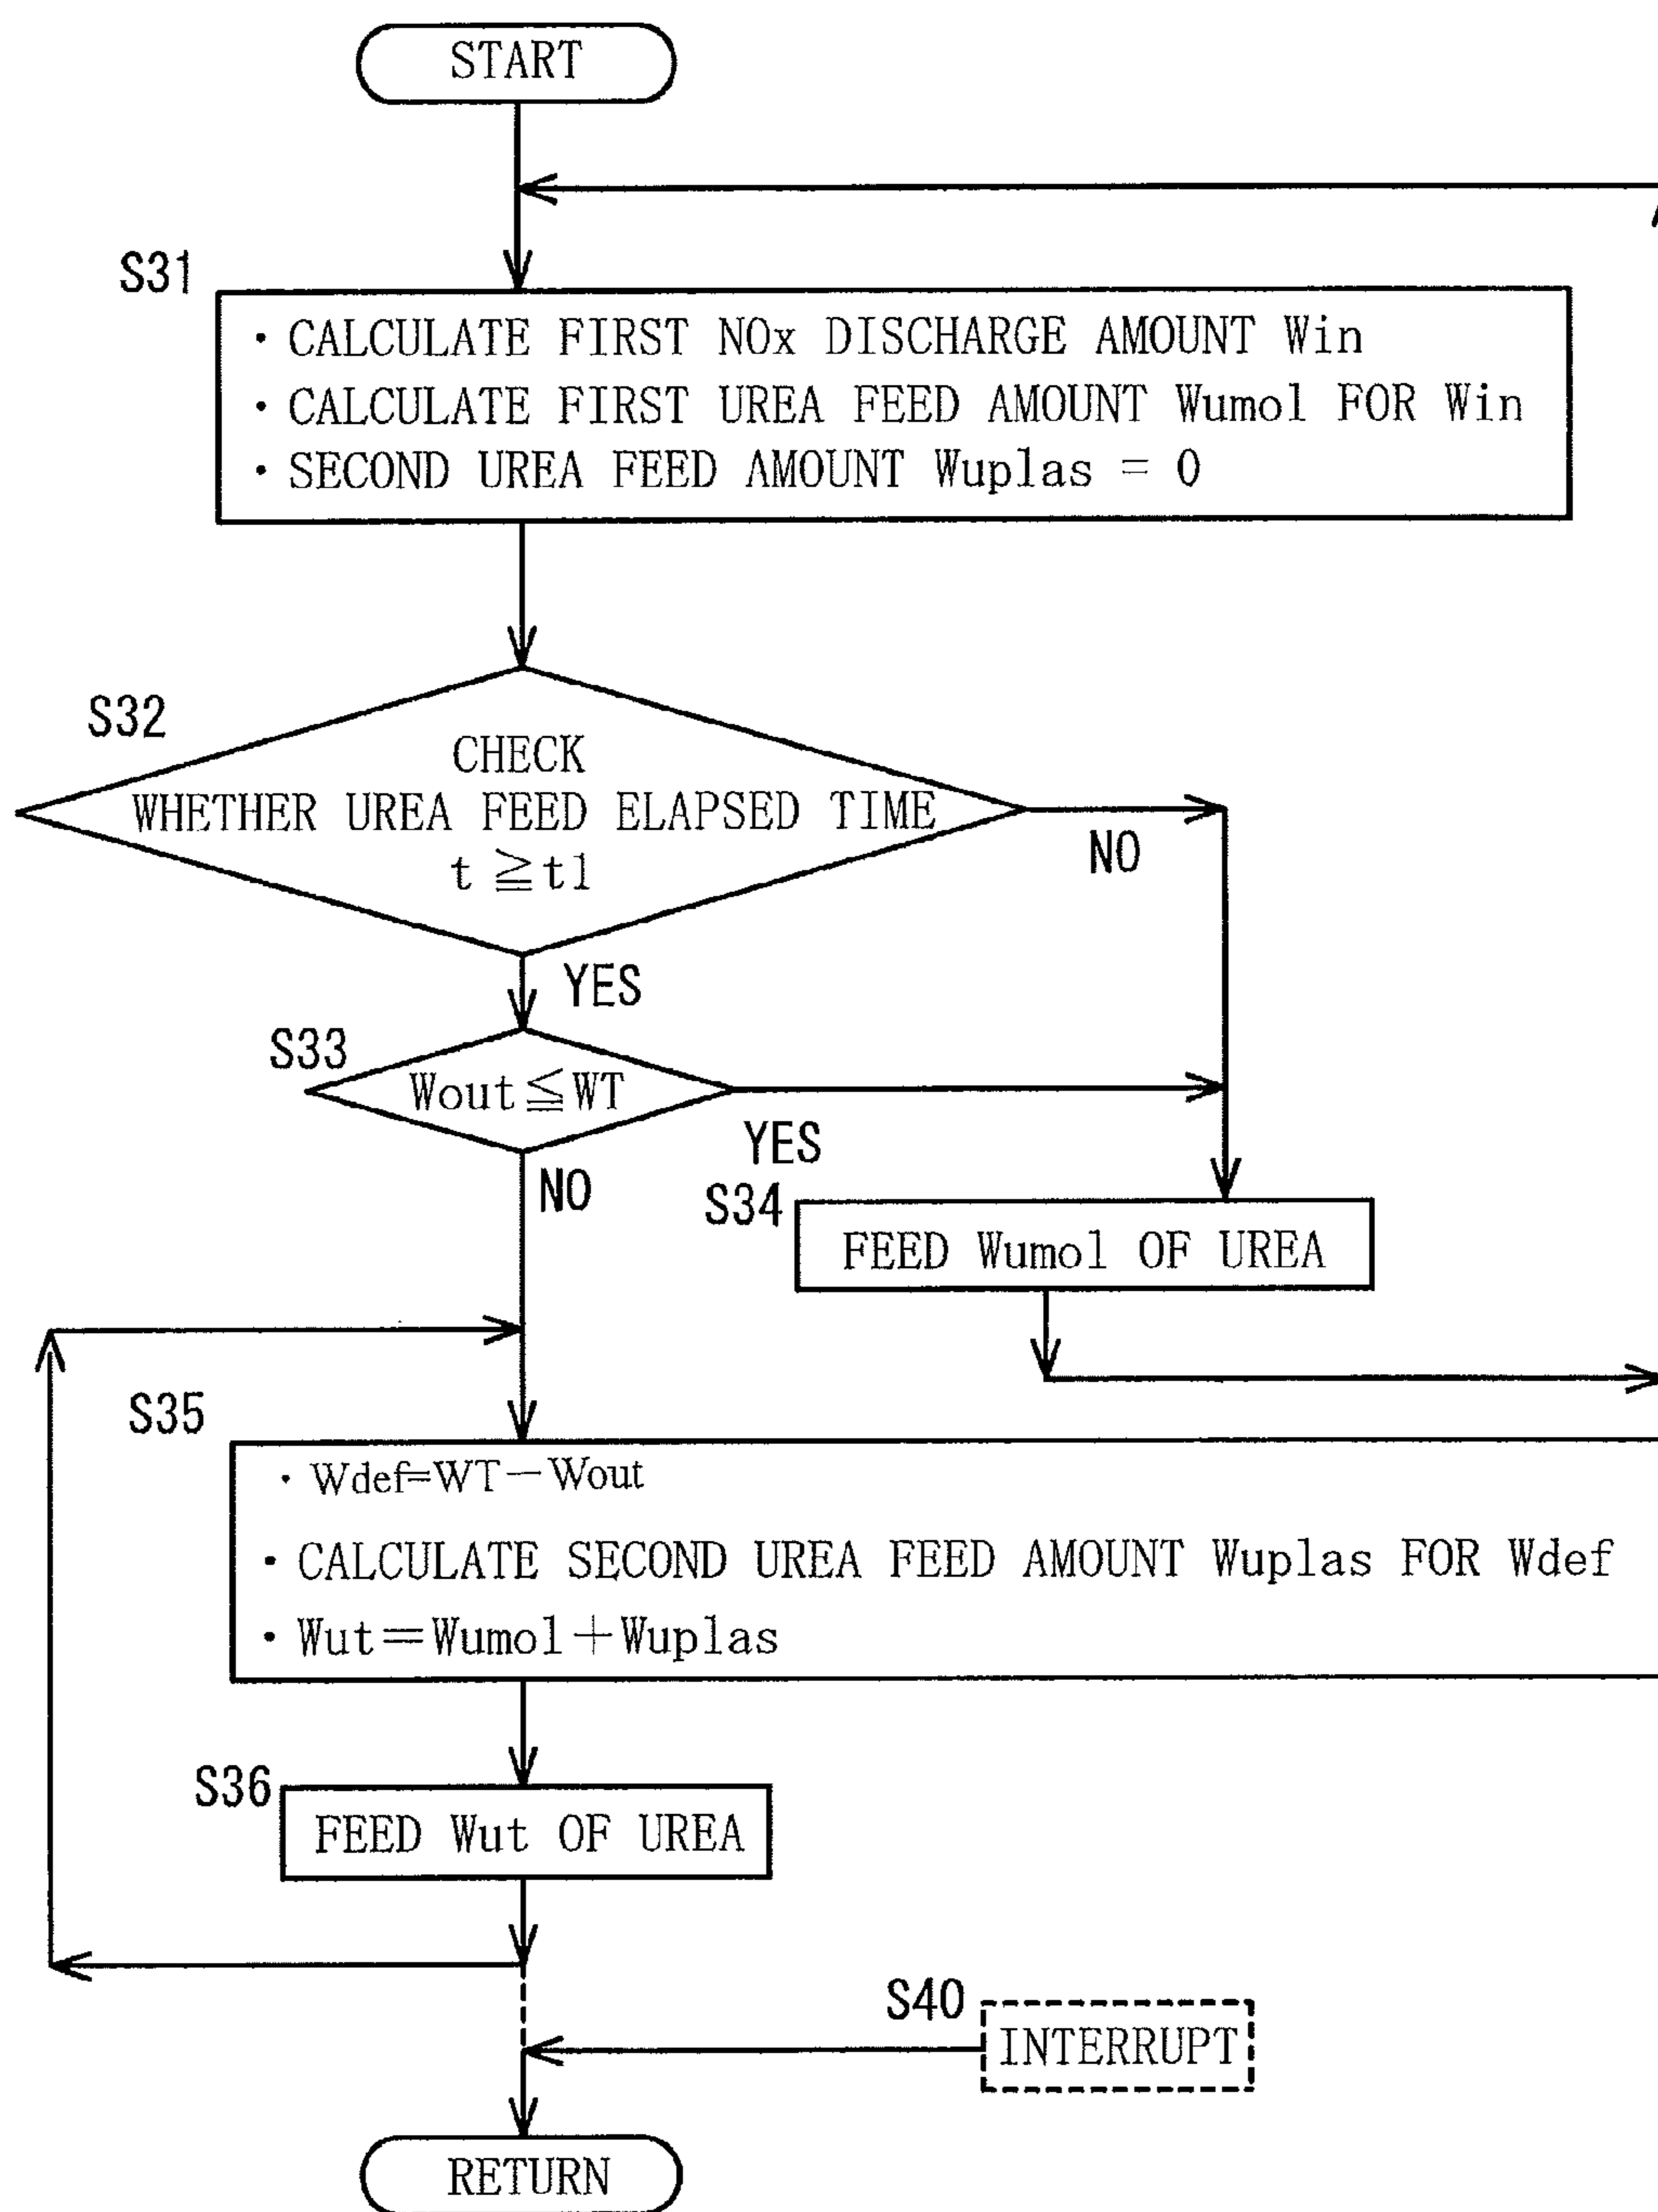 START
S31
・CALCULATE FIRST NOx DISCHARGE AMOUNT Win
・CALCULATE FIRST UREA FEED AMOUNT Wumol FOR Win
・SECOND UREA FEED AMOUNT Wuplas = 0
S32
CHECK
WHETHER UREA FEED ELAPSED TIME
t ≧ t1
NO
YES
S33
Wout≦WT
YES
NO
S34
FEED Wumol OF UREA
S35
・Wdef=WT−Wout
・CALCULATE SECOND UREA FEED AMOUNT Wuplas FOR Wdef
・Wut=Wumol+Wuplas
S36
FEED Wut OF UREA
S40
INTERRUPT
RETURN